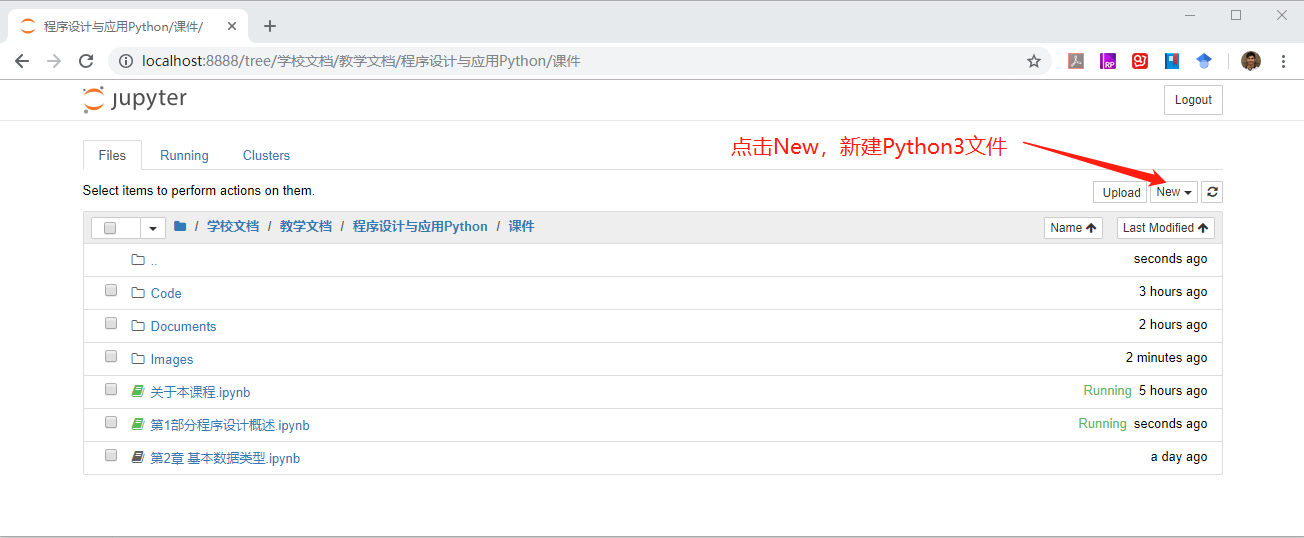 程序设计与应用Python/课件/
localhost:8888/tree/学校文档/教学文档/程序设计与应用Python/课件
RP
jupyter
Logout
Files Running Clusters
点击New，新建Python3文件
Select items to perform actions on them.
Upload New
/ 学校文档 / 教学文档 / 程序设计与应用Python / 课件 Name Last Modified
.. seconds ago
Code 3 hours ago
Documents 2 hours ago
Images 2 minutes ago
关于本课程.ipynb Running 5 hours ago
第1部分程序设计概述.ipynb Running seconds ago
第2章 基本数据类型.ipynb a day ago